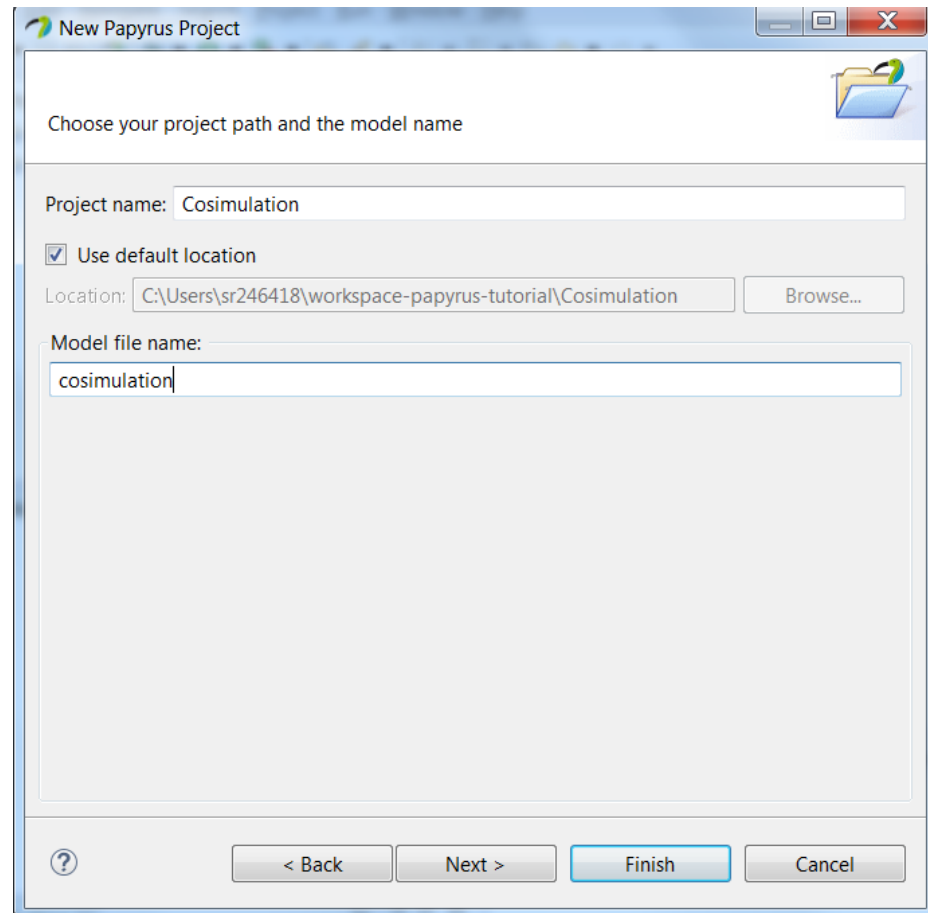 New Papyrus Project
Choose your project path and the model name
Project name: Cosimulation
Use default location
Location: C:\Users\sr246418\workspace-papyrus-tutorial\Cosimulation Browse...
Model file name:
cosimulation
? < Back Next > Finish Cancel